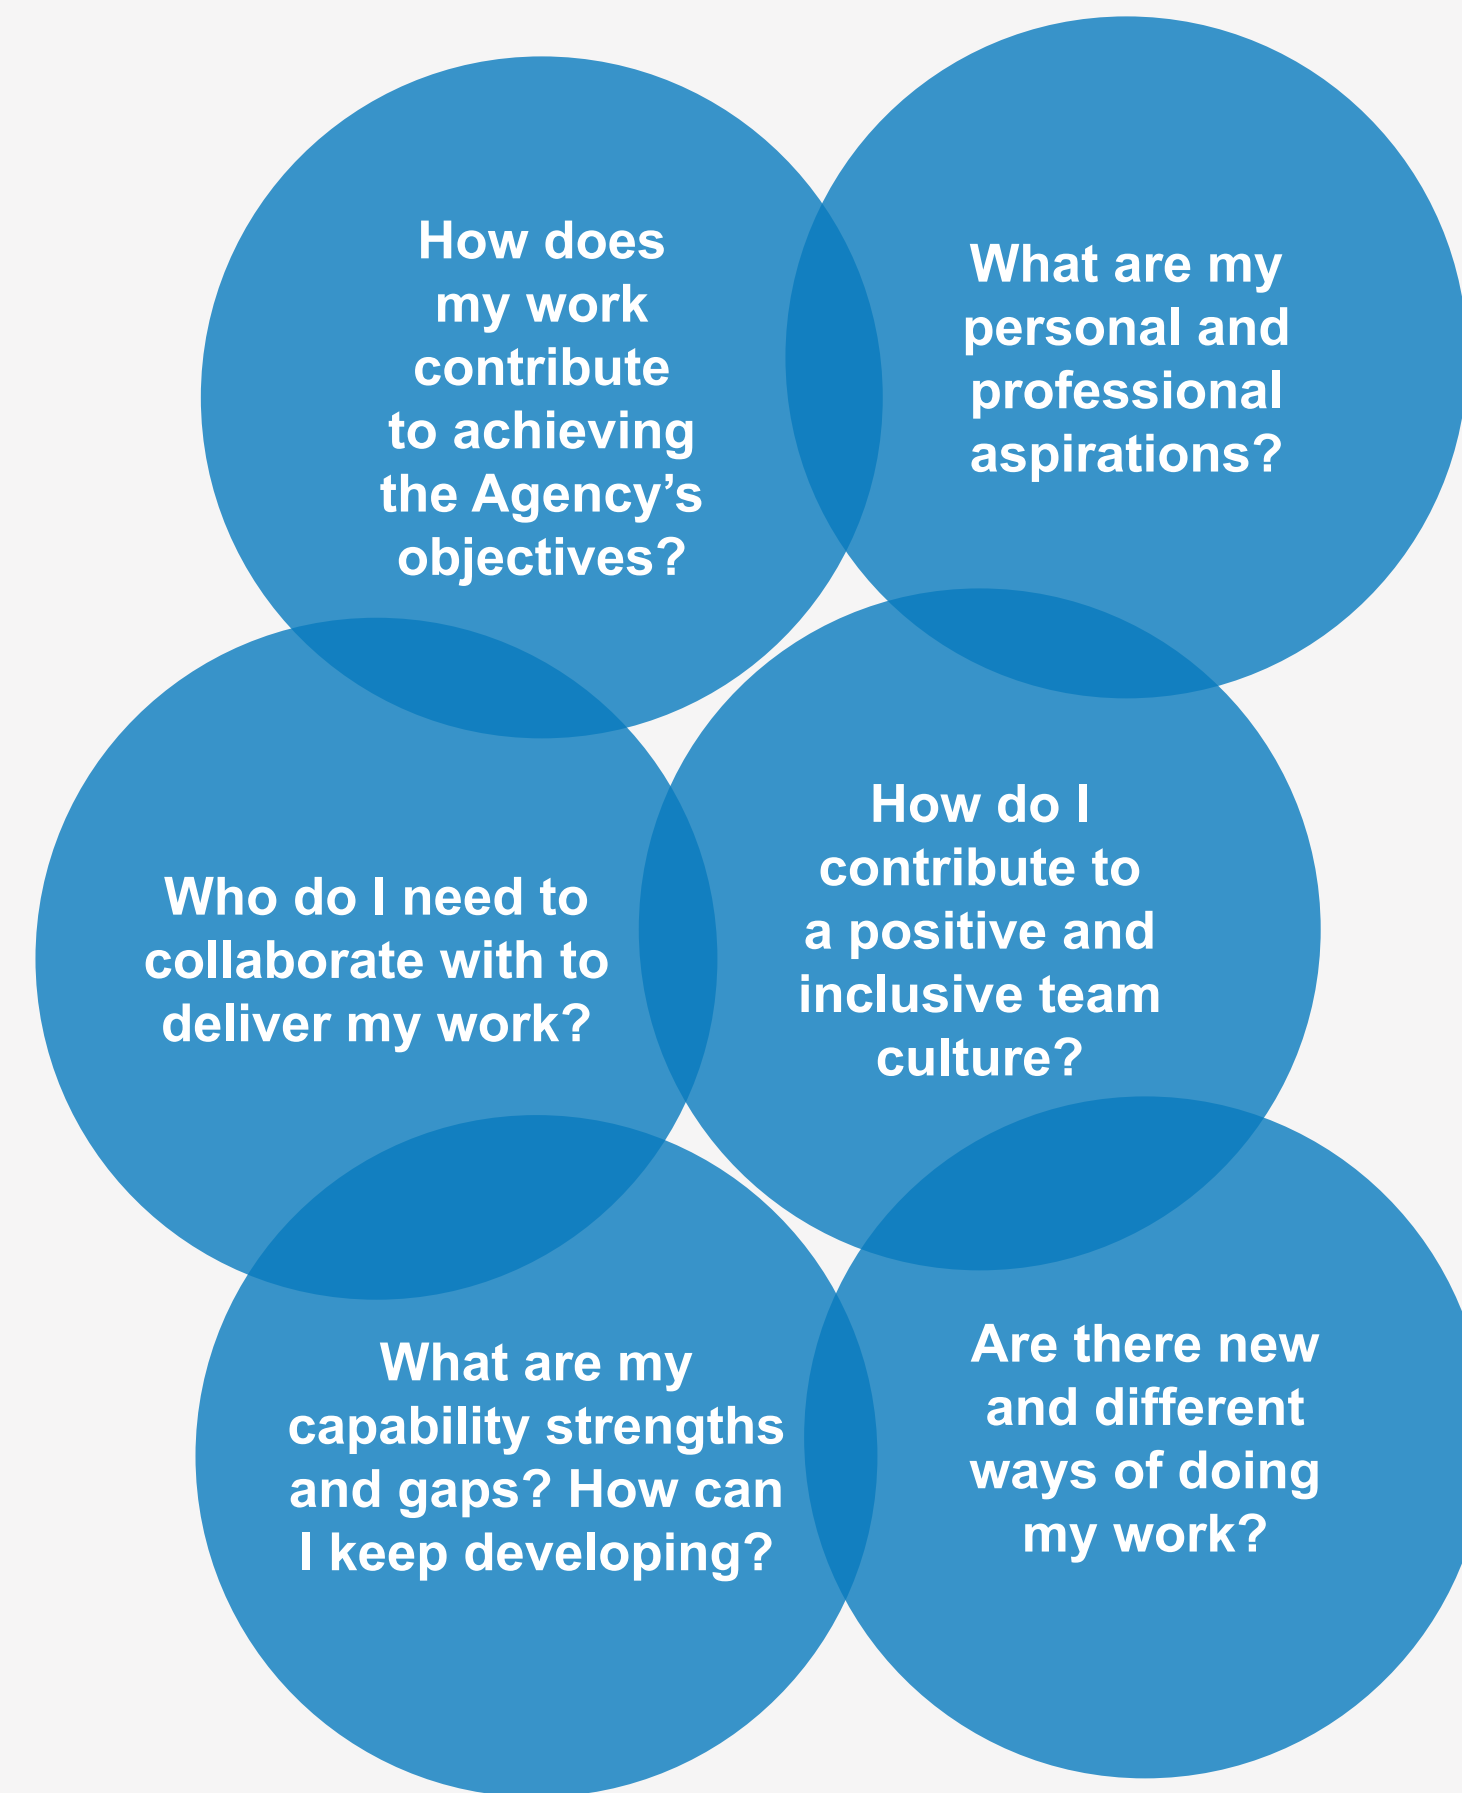 How does
my work
contribute
to achieving
the Agency’s
objectives?
What are my
personal and
professional
aspirations?
Who do I need to
collaborate with to
deliver my work?
How do I
contribute to
a positive and
inclusive team
culture?
What are my
capability strengths
and gaps? How can
I keep developing?
Are there new
and different
ways of doing
my work?